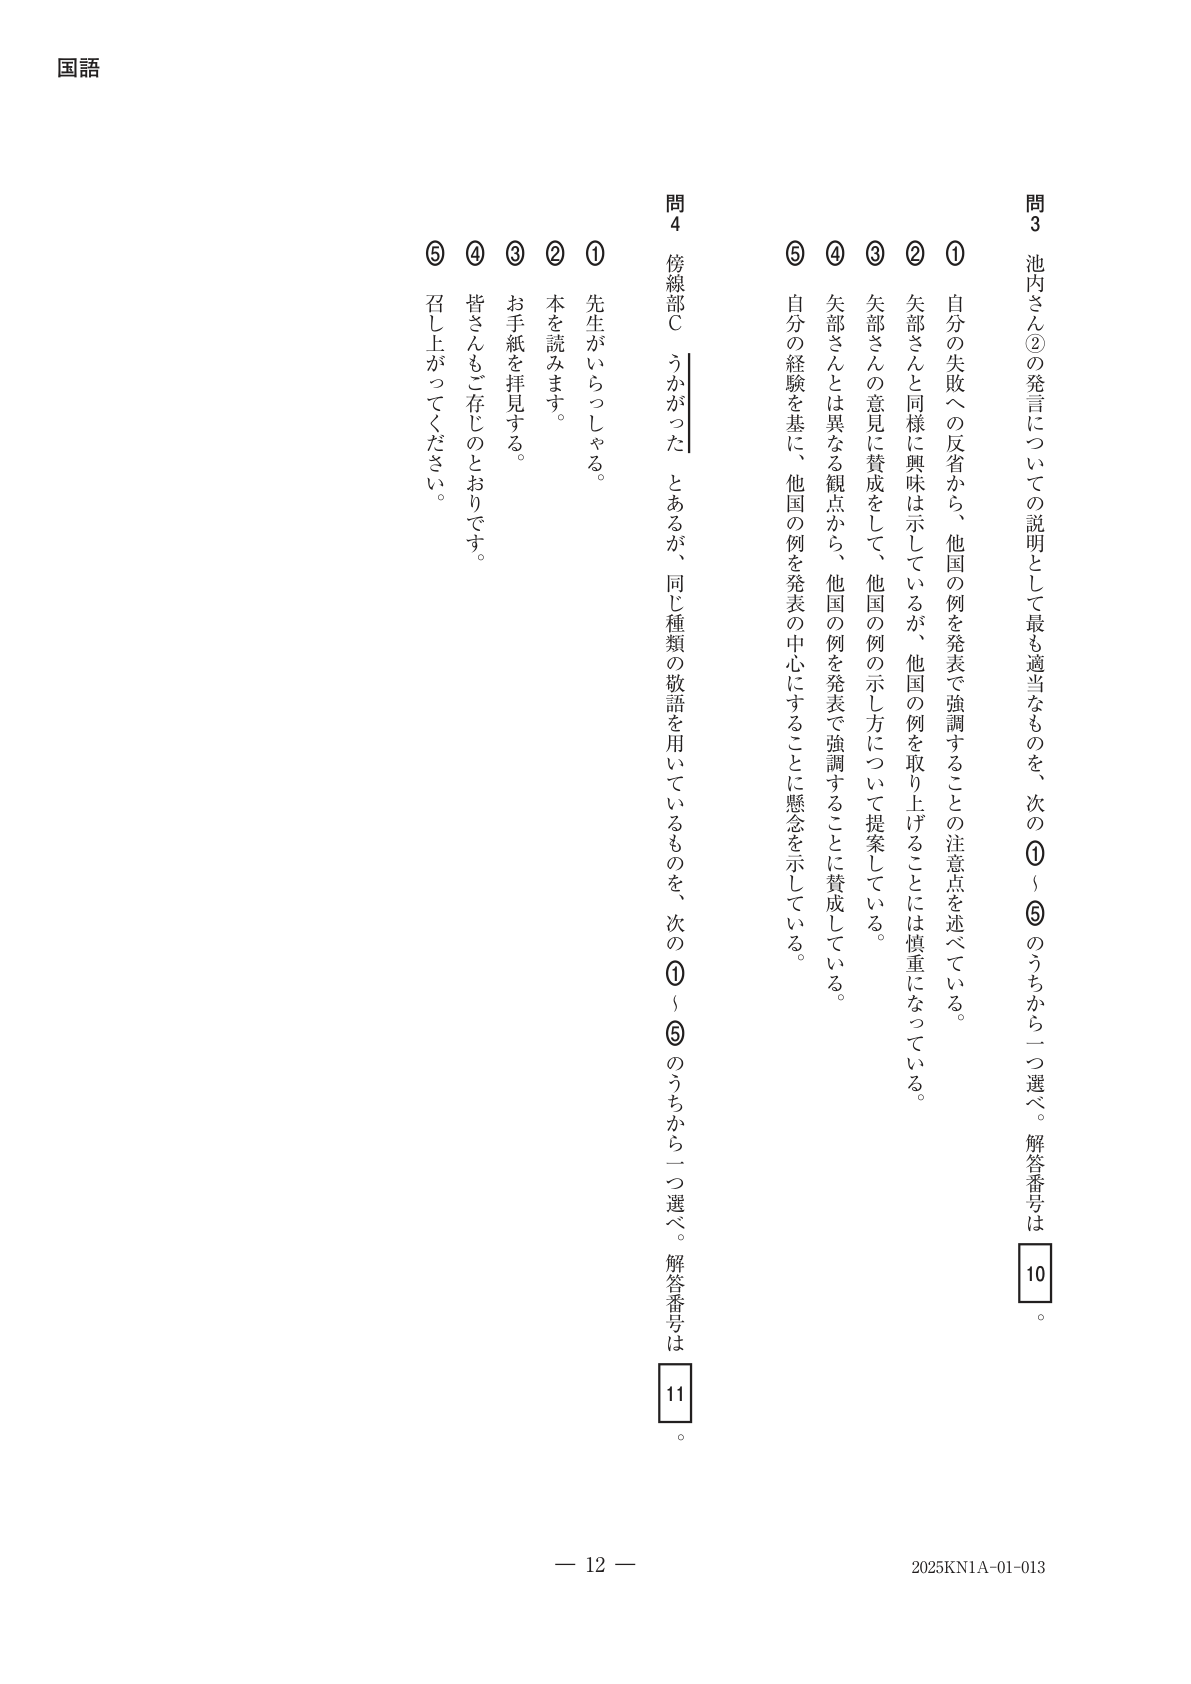 国語
問3 池内さん②の発言についての説明として最も適当なものを、次の①～⑤のうちから一つ選べ。解答番号は 10 。
① 自分の失敗への反省から、他国の例を発表で強調することの注意点を述べている。
② 矢部さんと同様に興味は示しているが、他国の例を取り上げることには慎重になっている。
③ 矢部さんの意見に賛成をして、他国の例の示し方について提案している。
④ 矢部さんとは異なる観点から、他国の例を発表で強調することに賛成している。
⑤ 自分の経験を基に、他国の例を発表の中心にすることに懸念を示している。
問4 傍線部C うかがった とあるが、同じ種類の敬語を用いているものを、次の①～⑤のうちから一つ選べ。解答番号は 11 。
① 先生がいらっしゃる。
② 本を読みます。
③ お手紙を拝見する。
④ 皆さんもご存じのとおりです。
⑤ 召し上がってください。
― 12 ―
2025KN1A-01-013